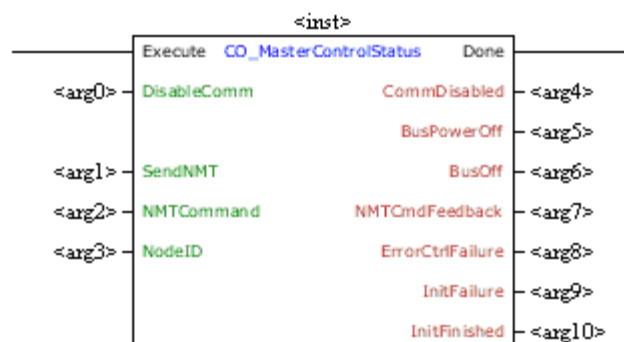 <inst>
Execute CO_MasterControlStatus Done
<arg0> DisableComm CommDisabled <arg4>
BusPowerOff <arg5>
<arg1> SendNMT BusOff <arg6>
<arg2> NMTCommand NMTCmdFeedback <arg7>
<arg3> NodeID ErrorCtrlFailure <arg8>
InitFailure <arg9>
InitFinished <arg10>